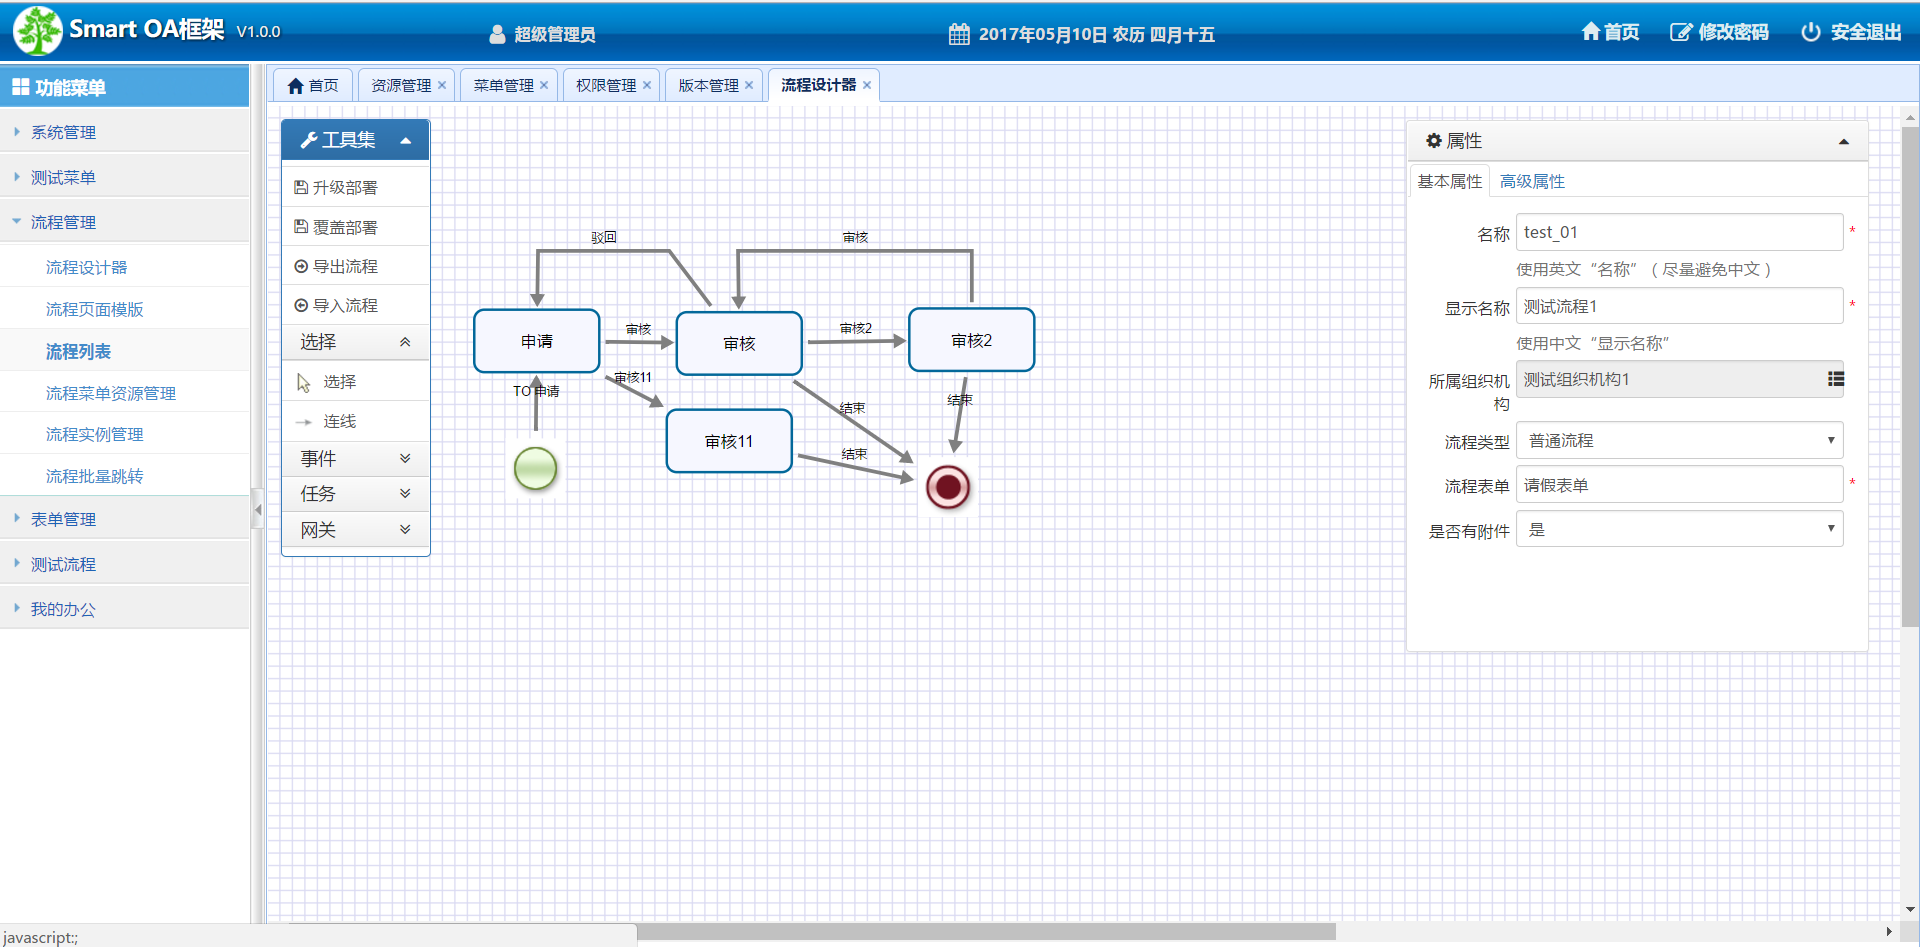 Smart OA框架 V1.0.0
超级管理员
2017年05月10日 农历 四月十五
首页
修改密码
安全退出
功能菜单
系统管理
测试菜单
流程管理
流程设计器
流程页面模版
流程列表
流程菜单资源管理
流程实例管理
流程批量跳转
表单管理
测试流程
我的办公
首页
资源管理
菜单管理
权限管理
版本管理
流程设计器
工具集
升级部署
覆盖部署
导出流程
导入流程
选择
选择
连线
事件
任务
网关
驳回
审核
申请
审核
审核
审核2
审核2
TO 申请
审核11
审核11
结束
结束
结束
属性
基本属性
高级属性
名称
test_01
*
使用英文“名称”（尽量避免中文）
显示名称
测试流程1
*
使用中文“显示名称”
所属组织机
构
测试组织机构1
流程类型
普通流程
流程表单
请假表单
*
是否有附件
是
javascript:;